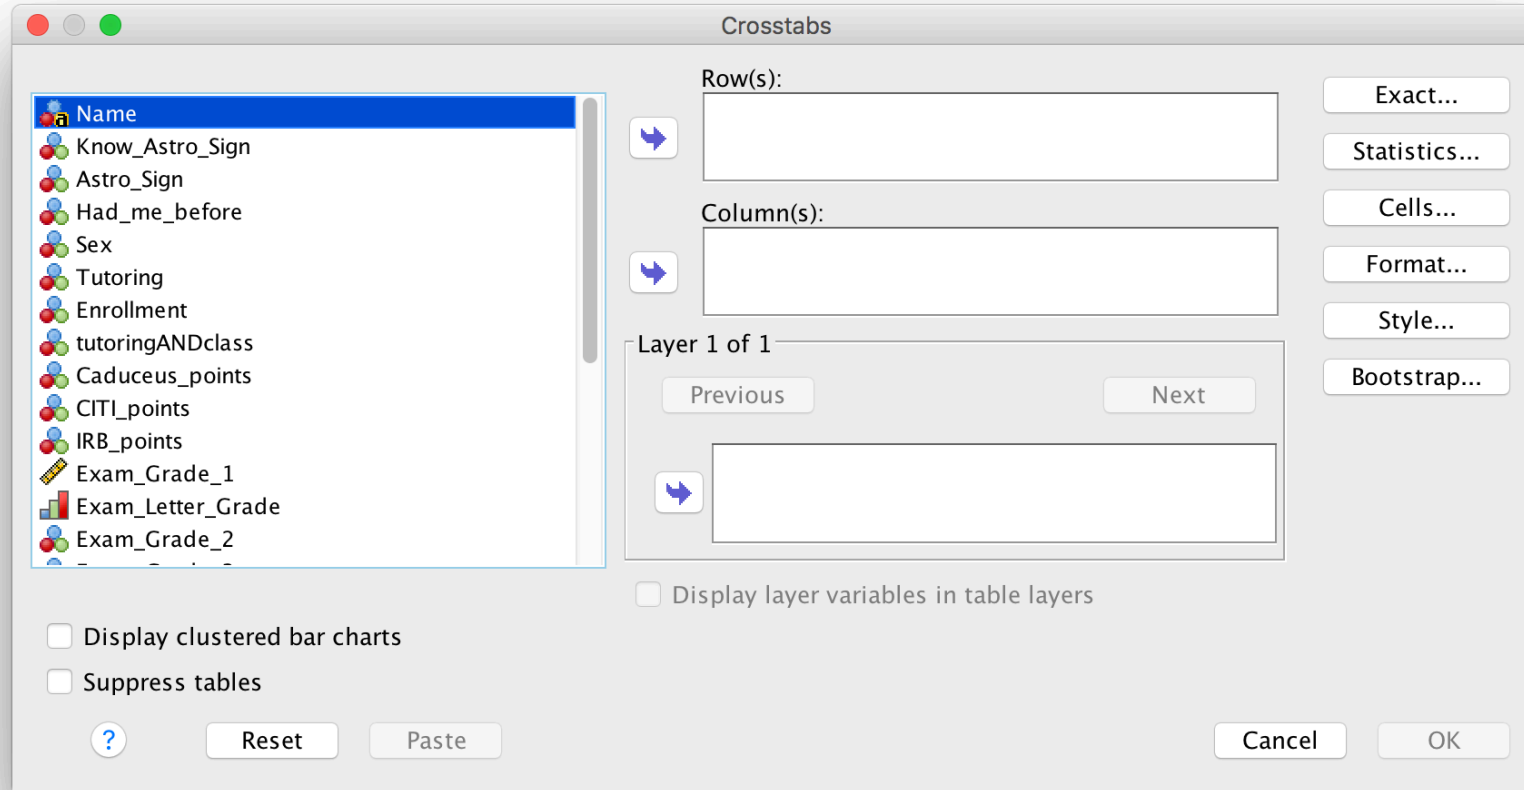 Crosstabs
Name
Know_Astro_Sign
Astro_Sign
Had_me_before
Sex
Tutoring
Enrollment
tutoringANDclass
Caduceus_points
CITI_points
IRB_points
Exam_Grade_1
Exam_Letter_Grade
Exam_Grade_2
Row(s):
Column(s):
Layer 1 of 1
Previous
Next
Display layer variables in table layers
Exact...
Statistics...
Cells...
Format...
Style...
Bootstrap...
Display clustered bar charts
Suppress tables
?
Reset
Paste
Cancel
OK